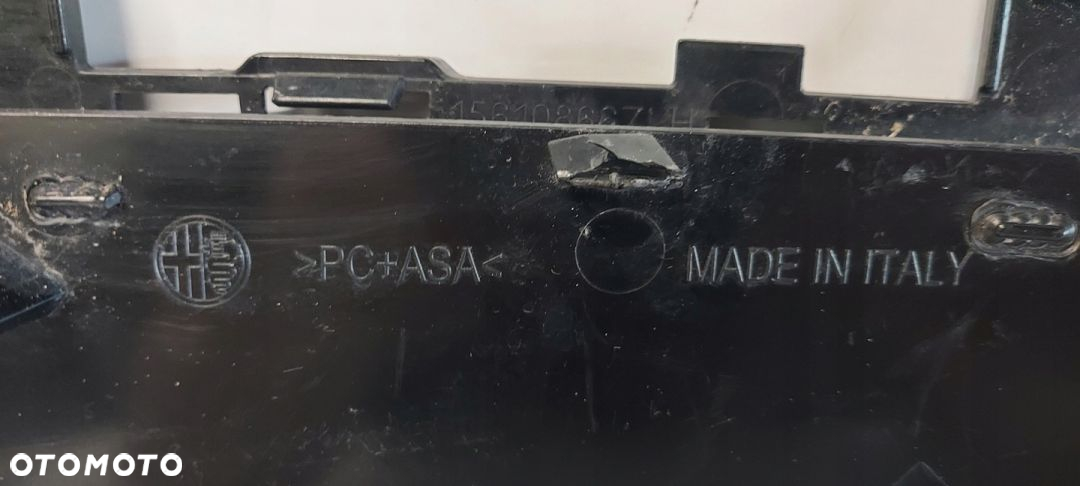 >PC+ASA<
MADE IN ITALY
OTOMOTO